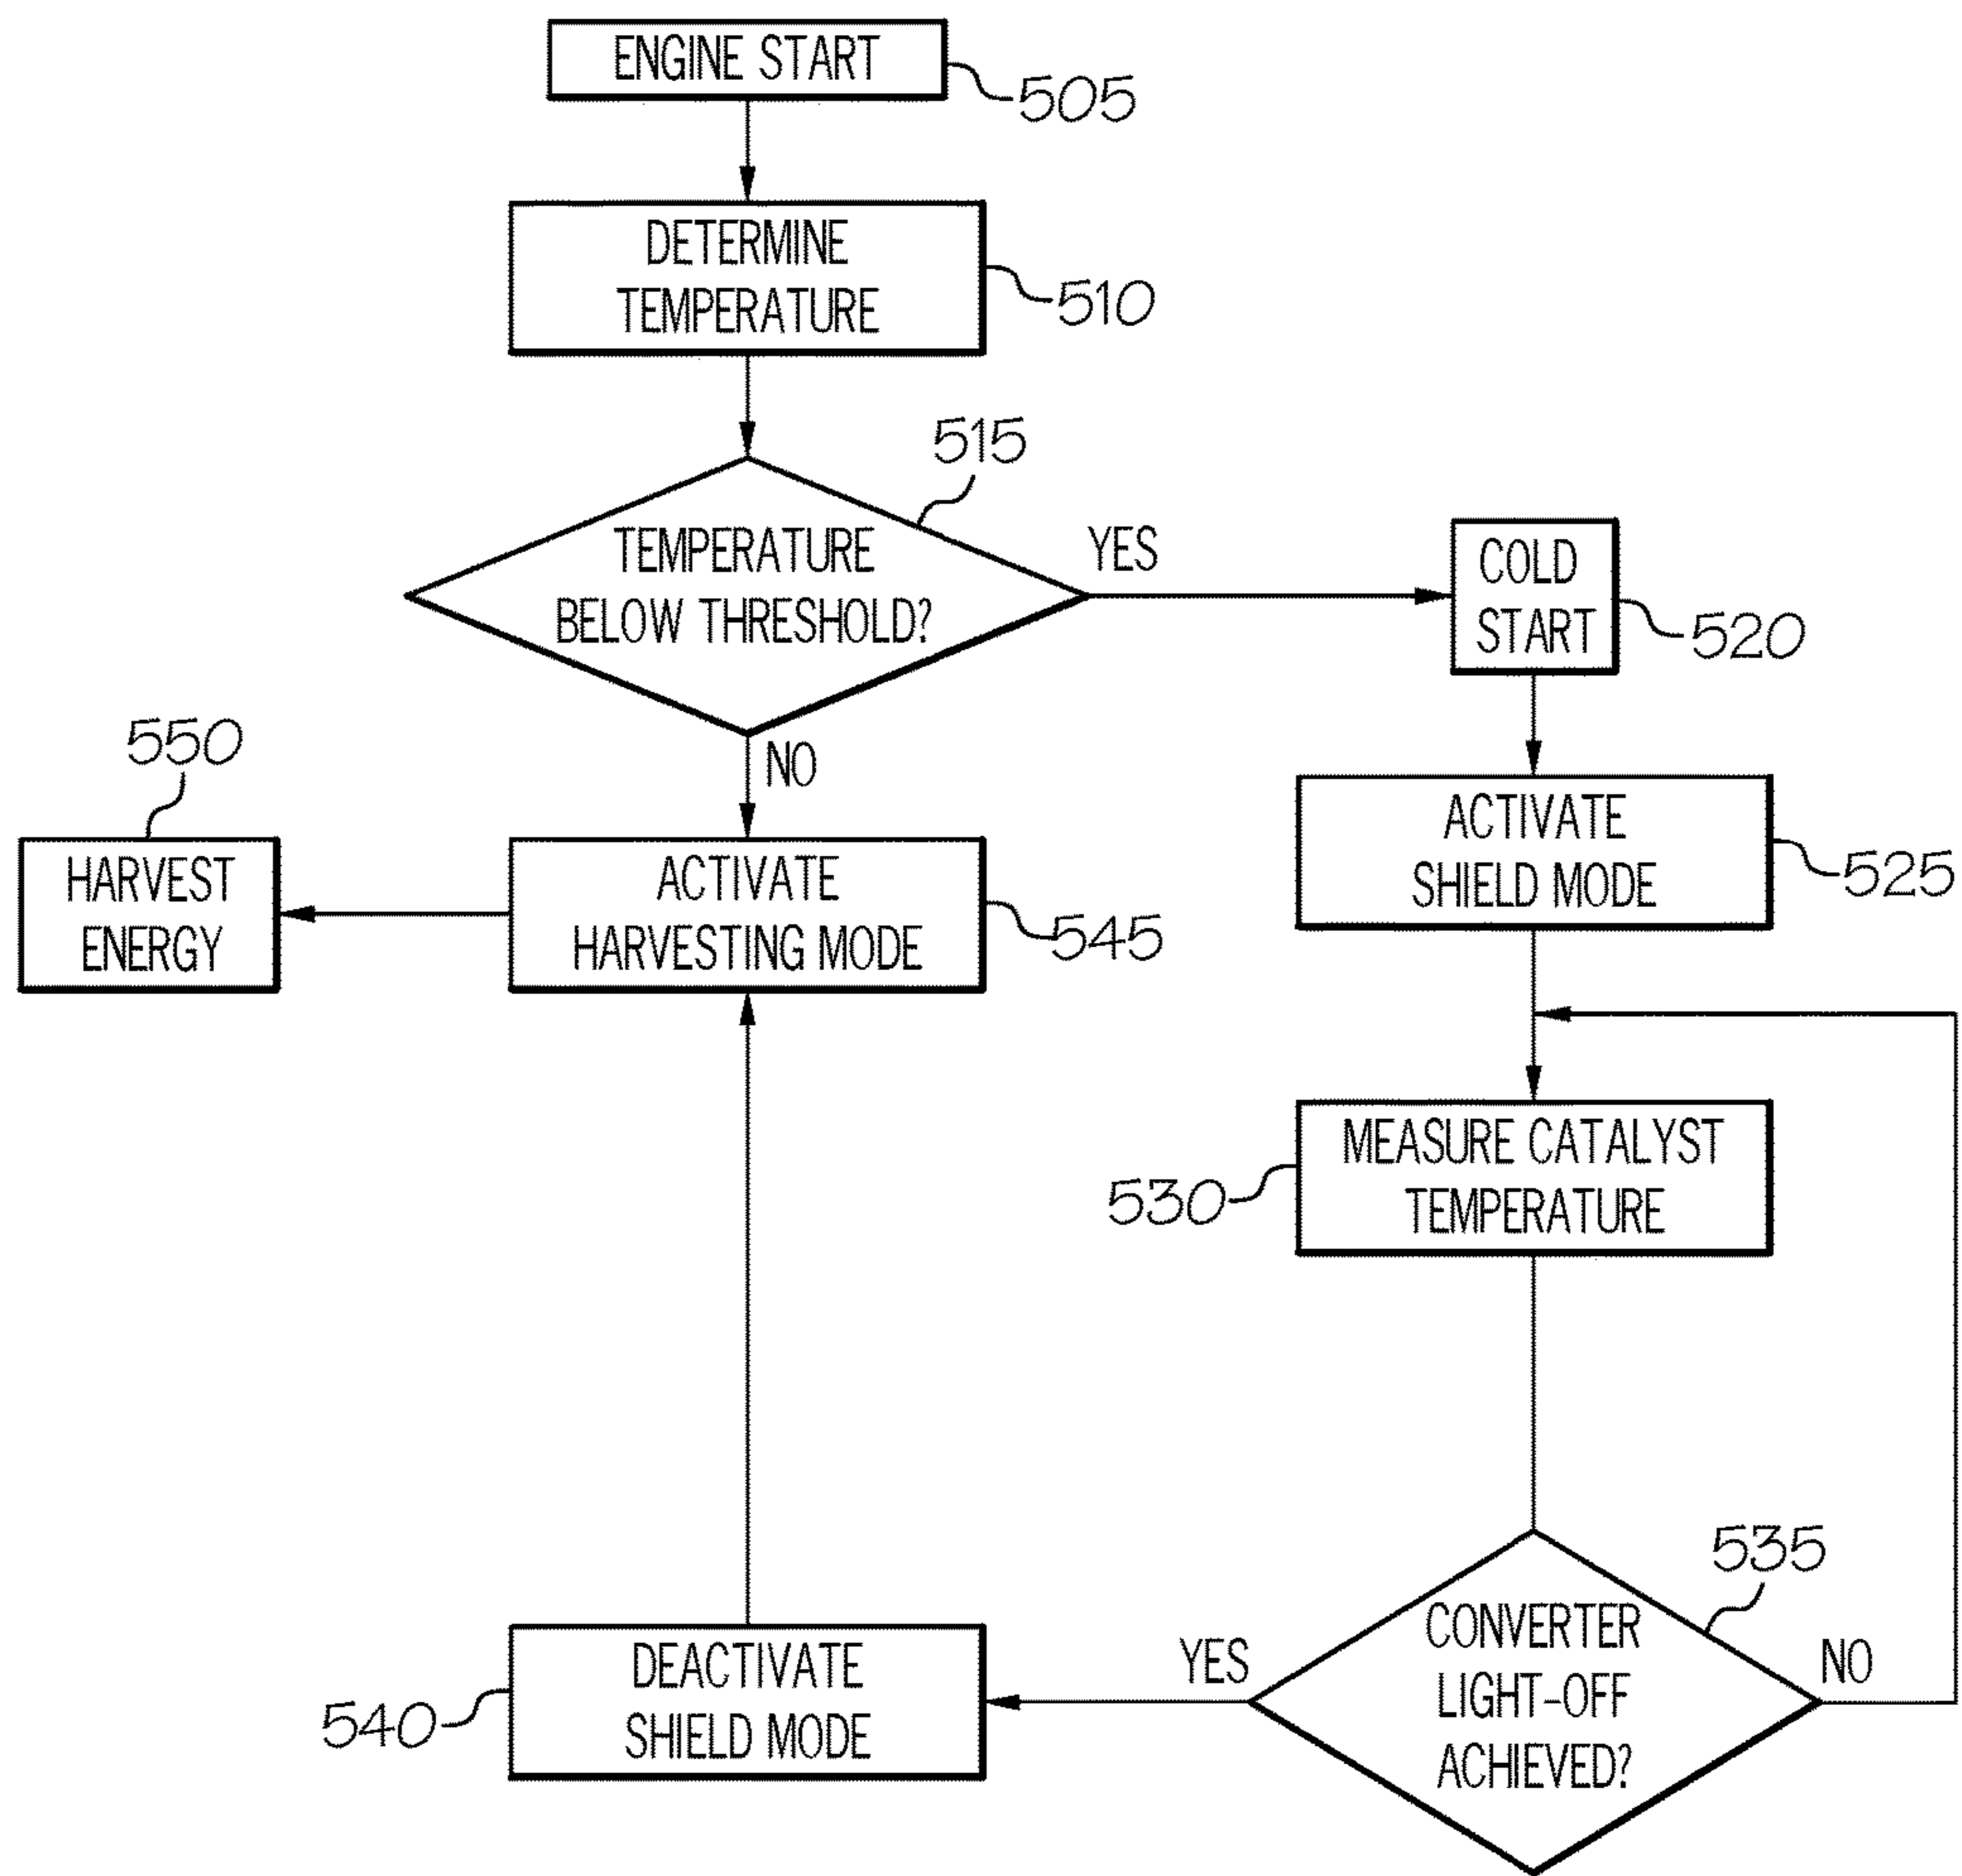 ENGINE START
505
DETERMINE
TEMPERATURE
510
515
TEMPERATURE
BELOW THRESHOLD?
YES
COLD
START
520
NO
550
HARVEST
ENERGY
ACTIVATE
HARVESTING MODE
545
ACTIVATE
SHIELD MODE
525
MEASURE CATALYST
TEMPERATURE
530
535
CONVERTER
LIGHT-OFF
ACHIEVED?
YES
NO
DEACTIVATE
SHIELD MODE
540